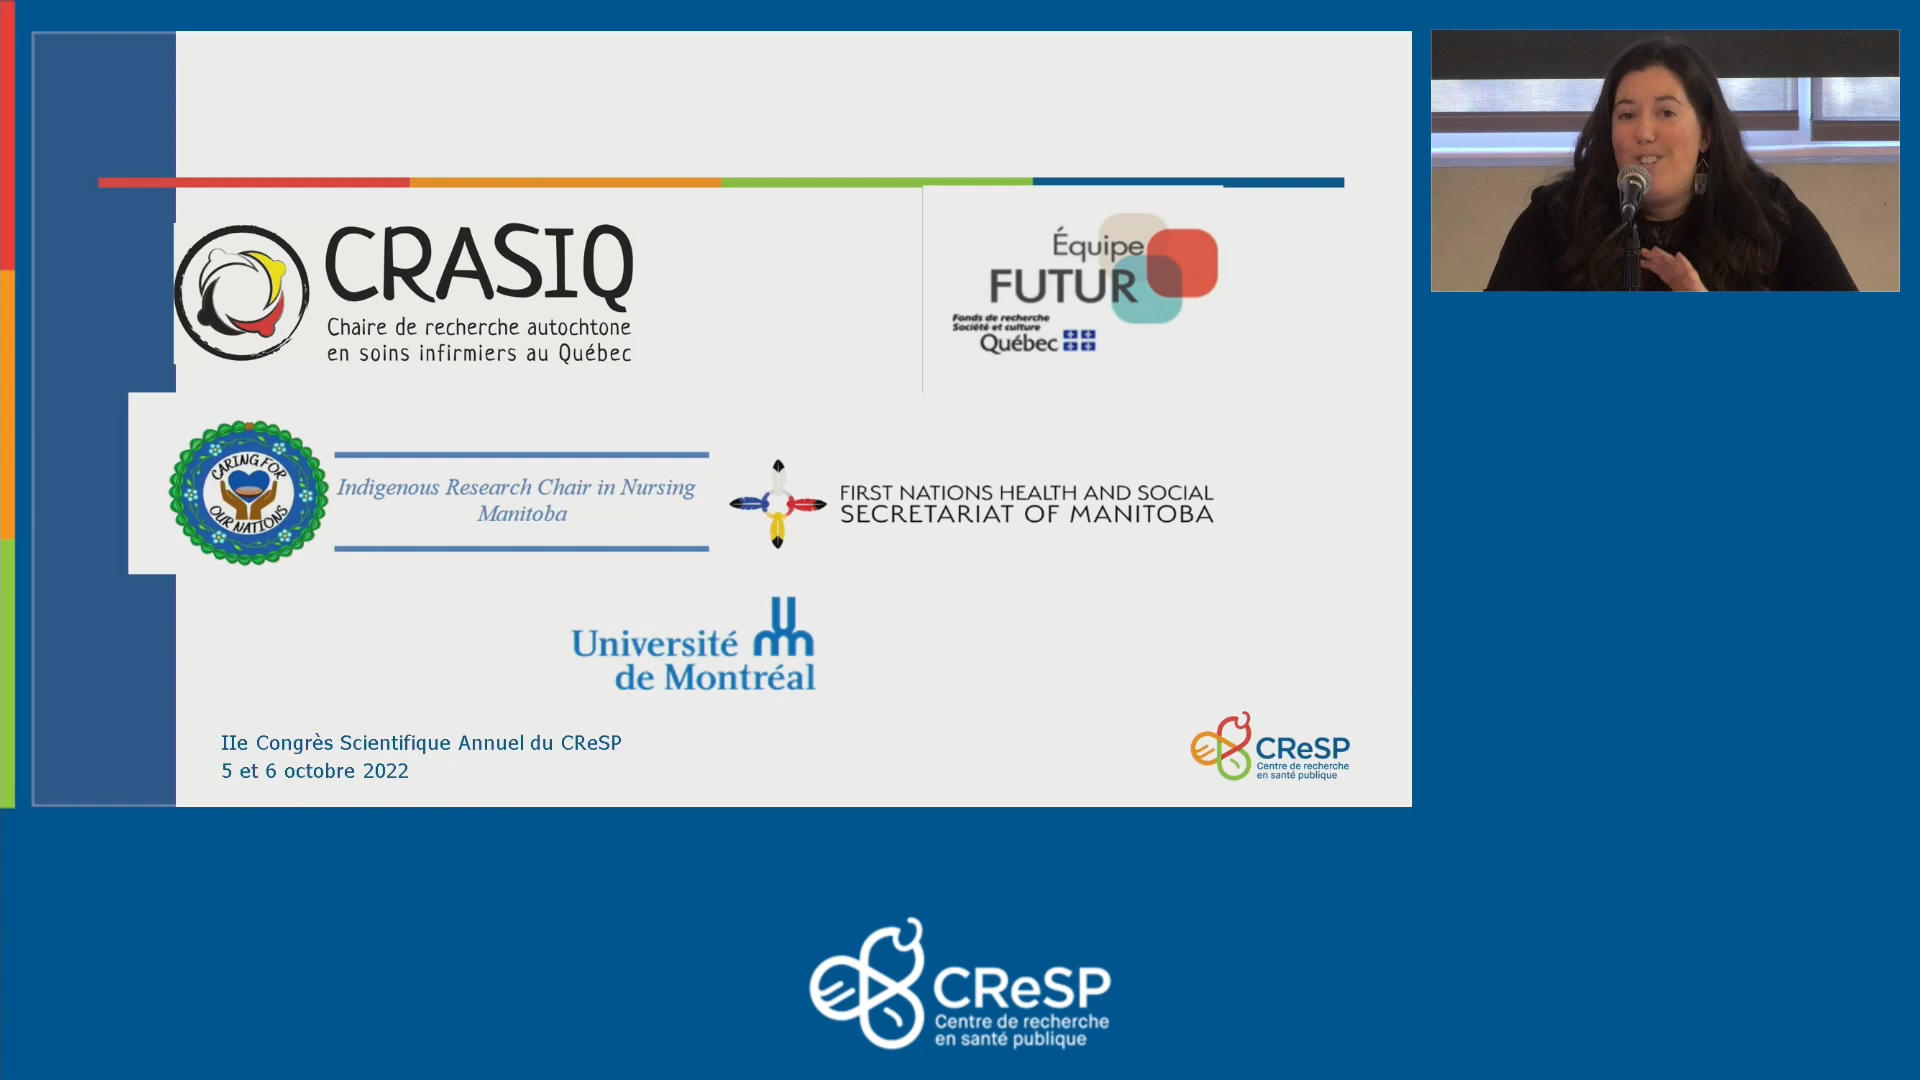 CRASIQ
Chaire de recherche autochtone
en soins infirmiers au Québec
Équipe
FUTUR
Fonds de recherche
Société et culture
Québec
CARING FOR
OUR NATIONS
Indigenous Research Chair in Nursing
Manitoba
FIRST NATIONS HEALTH AND SOCIAL
SECRETARIAT OF MANITOBA
Université
de Montréal
IIe Congrès Scientifique Annuel du CReSP
5 et 6 octobre 2022
CReSP
Centre de recherche
en santé publique
CReSP
Centre de recherche
en santé publique